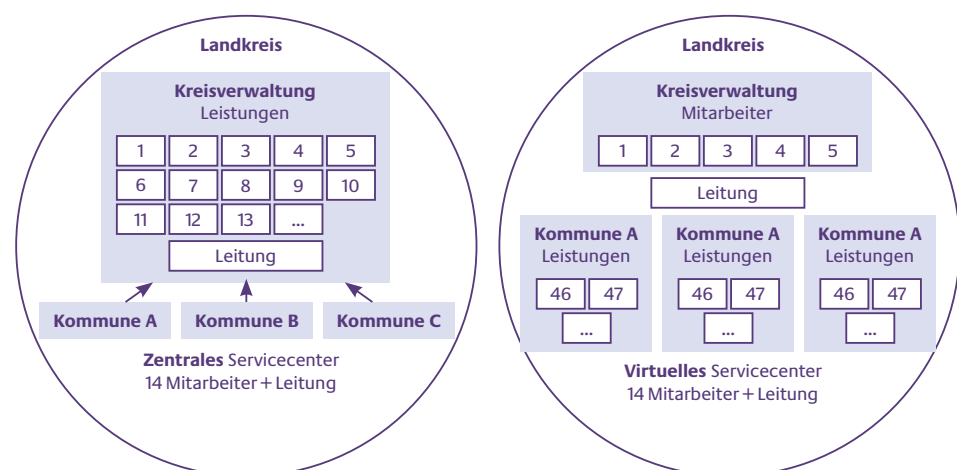 Landkreis
Kreisverwaltung
Leistungen
1 2 3 4 5
6 7 8 9 10
11 12 13 ...
Leitung
Kommune A Kommune B Kommune C
Zentrales Servicecenter
14 Mitarbeiter + Leitung
Landkreis
Kreisverwaltung
Mitarbeiter
1 2 3 4 5
Leitung
Kommune A Kommune A Kommune A
Leistungen Leistungen Leistungen
46 47 46 47 46 47
... ... ...
Virtuelles Servicecenter
14 Mitarbeiter + Leitung